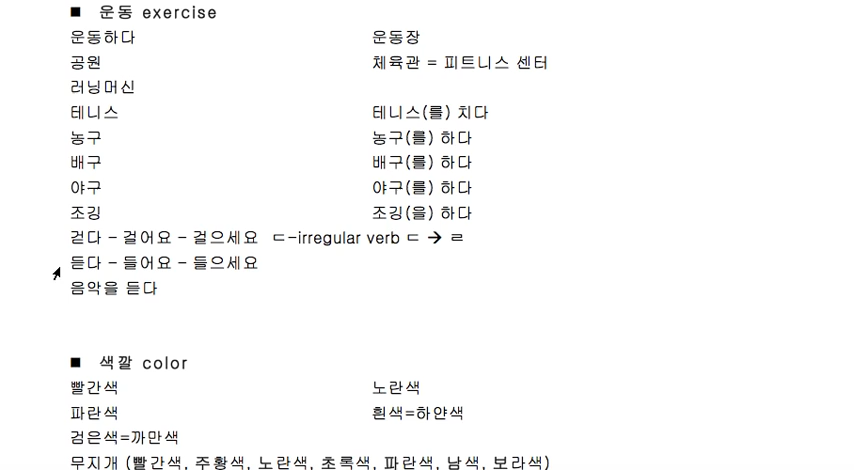 ■ 운동 exercise
운동하다 운동장
공원 체육관 = 피트니스 센터
러닝머신
테니스 테니스(를) 치다
농구 농구(를) 하다
배구 배구(를) 하다
야구 야구(를) 하다
조깅 조깅(을) 하다
걷다 – 걸어요 – 걸으세요 ㄷ-irregular verb ㄷ → ㄹ
듣다 – 들어요 – 들으세요
음악을 듣다
■ 색깔 color
빨간색 노란색
파란색 흰색=하얀색
검은색=까만색
무지개 (빨간색, 주황색, 노란색, 초록색, 파란색, 남색, 보라색)